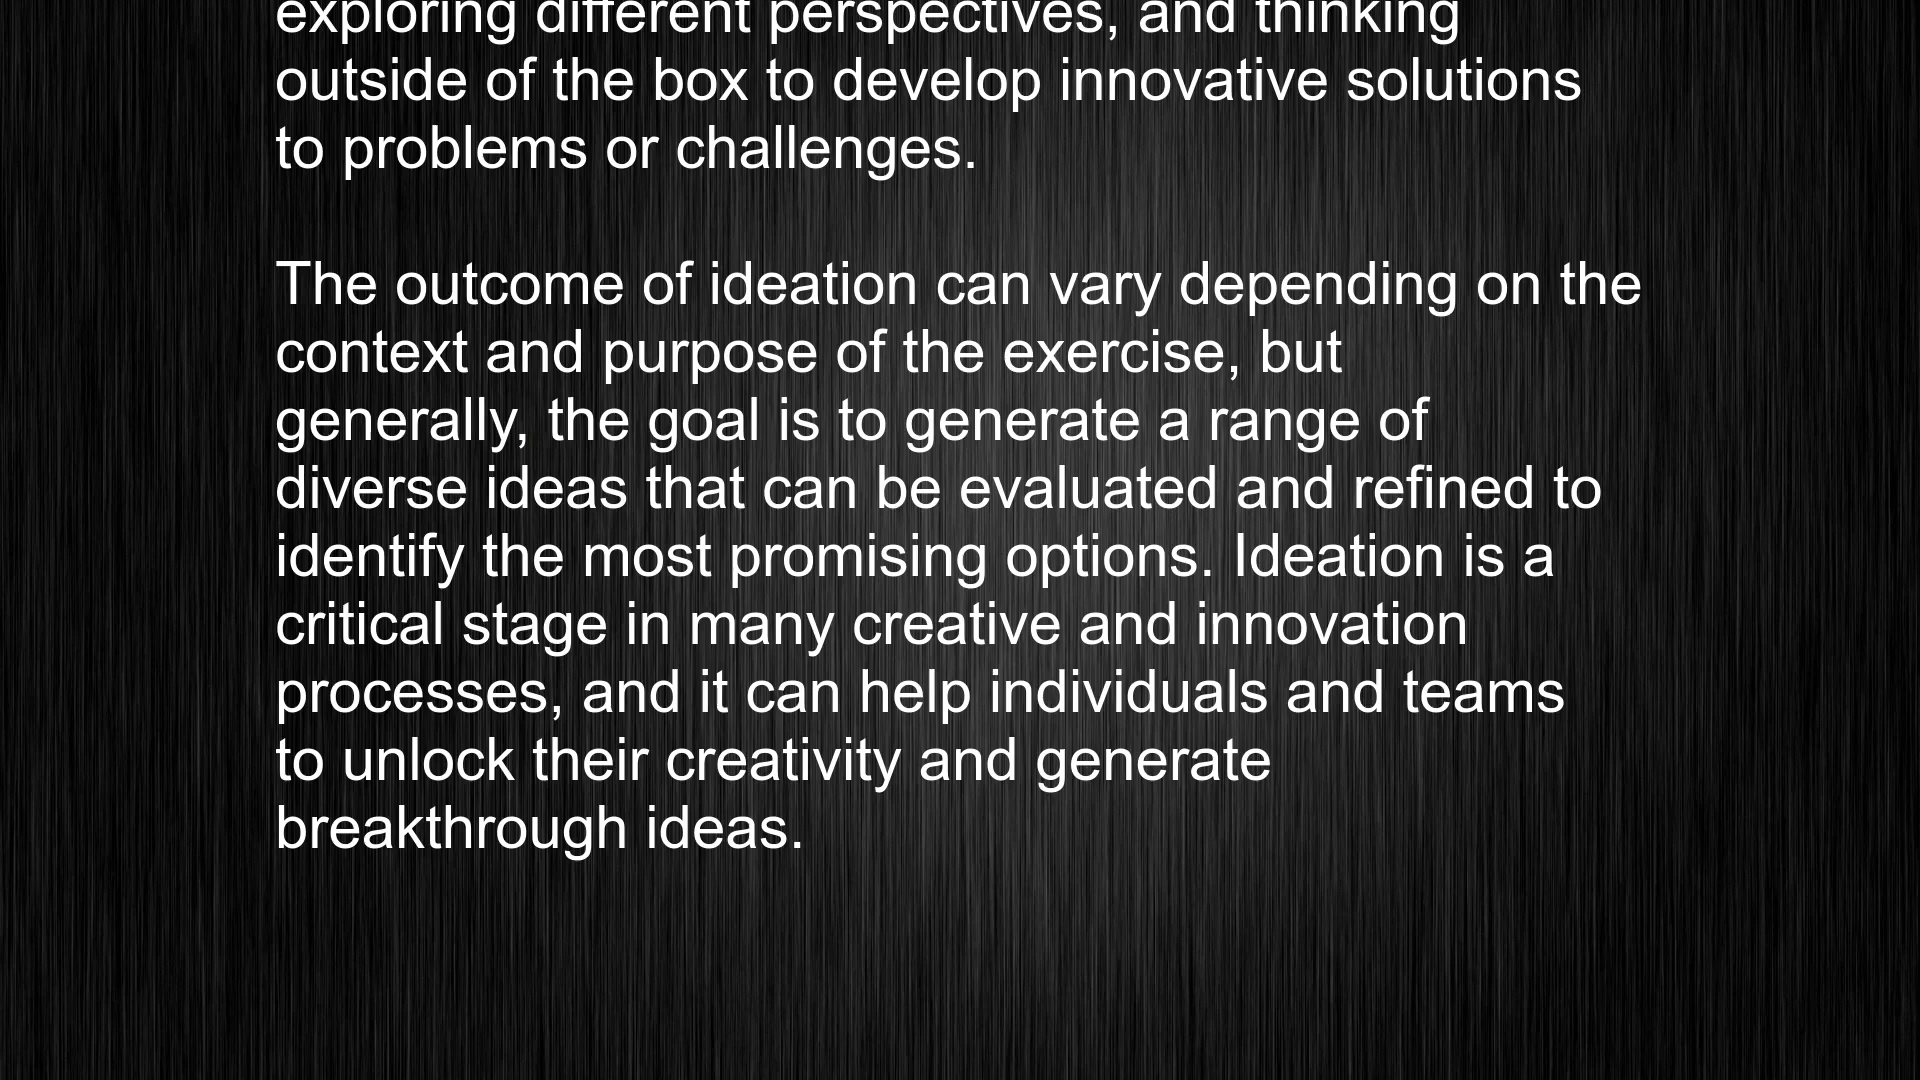 exploring different perspectives, and thinking
outside of the box to develop innovative solutions
to problems or challenges.
The outcome of ideation can vary depending on the
context and purpose of the exercise, but
generally, the goal is to generate a range of
diverse ideas that can be evaluated and refined to
identify the most promising options. Ideation is a
critical stage in many creative and innovation
processes, and it can help individuals and teams
to unlock their creativity and generate
breakthrough ideas.